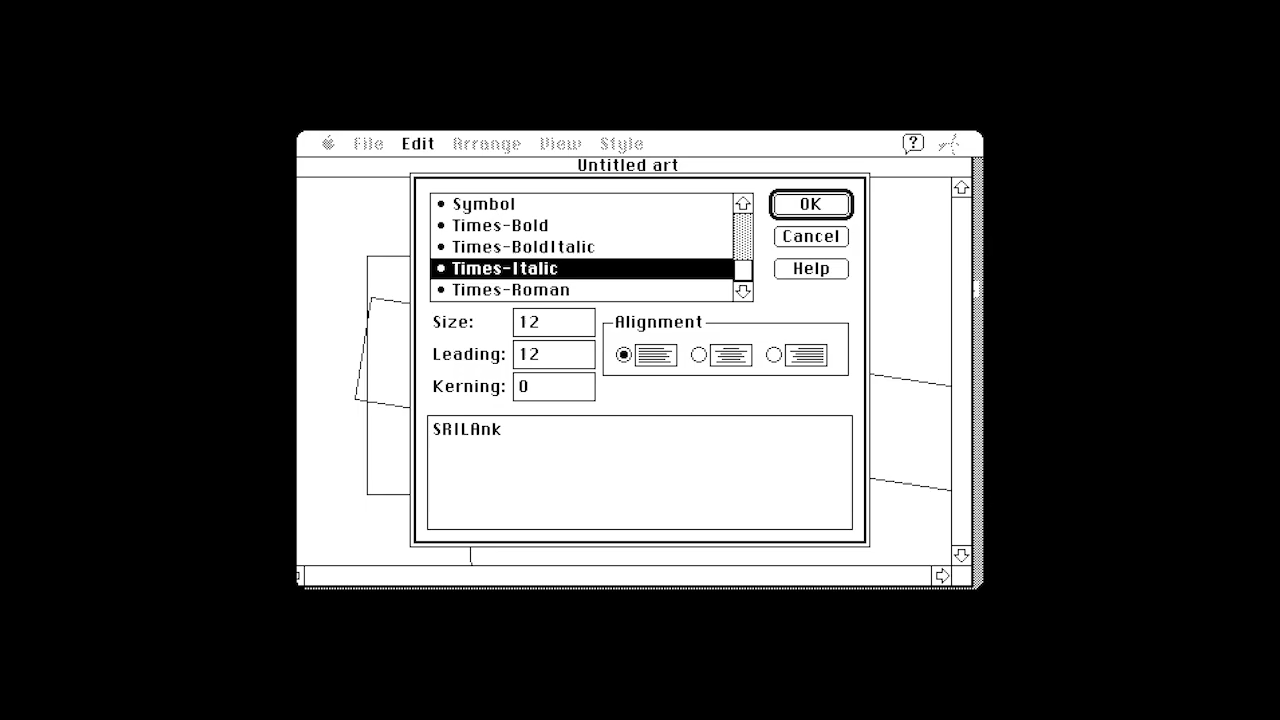 File Edit Arrange View Style ?
Untitled art
• Symbol
• Times-Bold
• Times-BoldItalic
• Times-Italic
• Times-Roman
OK
Cancel
Help
Size: 12
Leading: 12
Kerning: 0
Alignment
SRILAnk